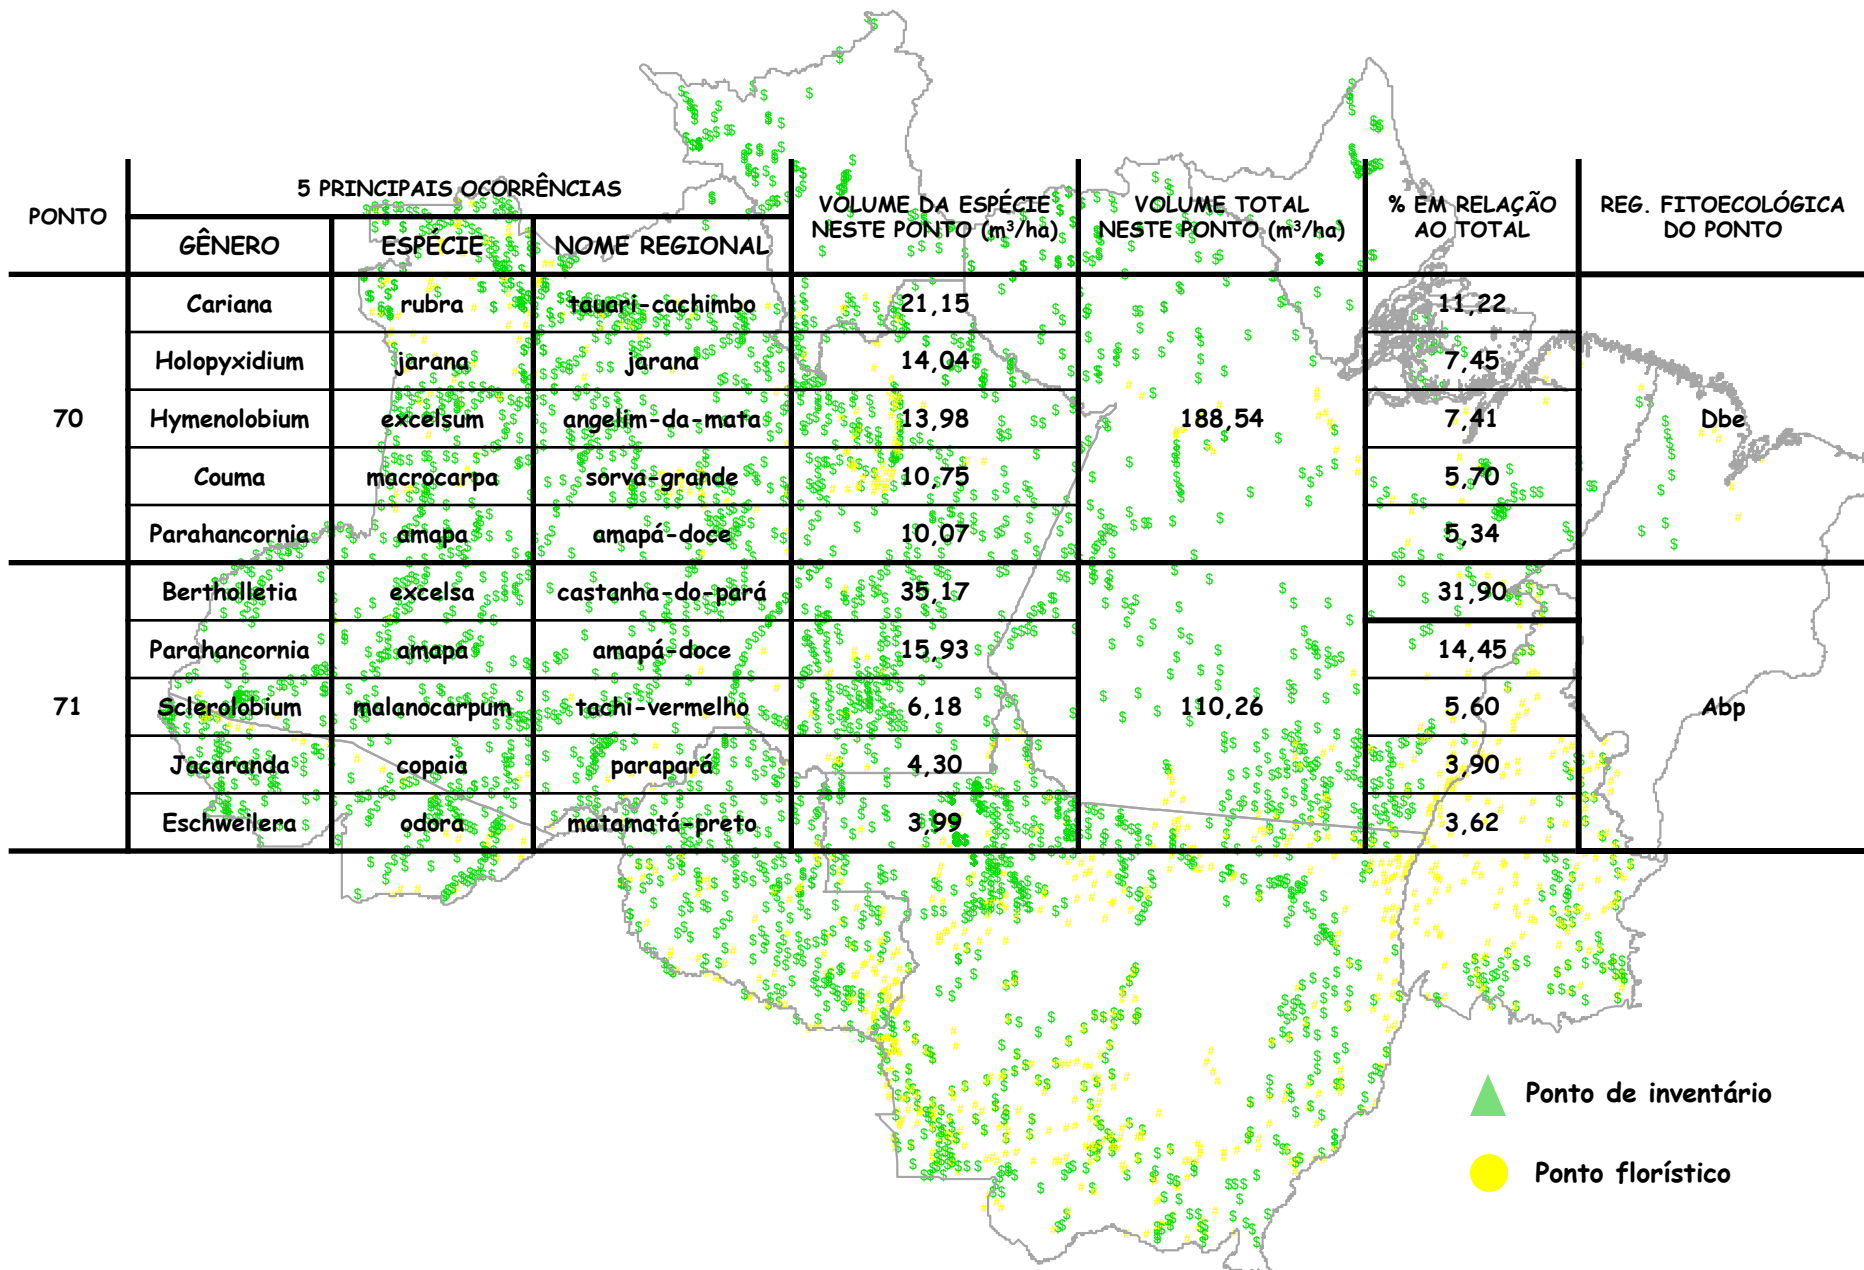 5 PRINCIPAIS OCORRÊNCIAS
PONTO
GÊNERO ESPÉCIE NOME REGIONAL
VOLUME DA ESPÉCIE
NESTE PONTO (m³/ha)
VOLUME TOTAL
NESTE PONTO (m³/ha)
% EM RELAÇÃO
AO TOTAL
REG. FITOECOLÓGICA
DO PONTO
Cariana rubra tauari-cachimbo 21,15 11,22
Holopyxidium jarana jarana 14,04 7,45
70 Hymenolobium excelsum angelim-da-mata 13,98 188,54 7,41 Dbe
Couma macrocarpa sorva-grande 10,75 5,70
Parahancornia amapa amapá-doce 10,07 5,34
Bertholletia excelsa castanha-do-pará 35,17 31,90
Parahancornia amapa amapá-doce 15,93 14,45
71 Sclerolobium malanocarpum tachi-vermelho 6,18 110,26 5,60 Abp
Jacaranda copaia parapará 4,30 3,90
Eschweilera odora matamatá-preto 3,99 3,62
Ponto de inventário
Ponto florístico